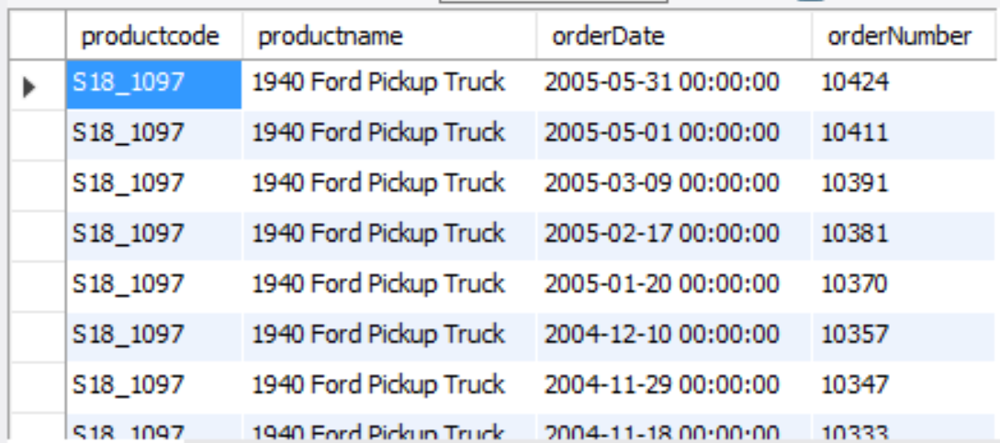 productcode productname orderDate orderNumber
S18_1097 1940 Ford Pickup Truck 2005-05-31 00:00:00 10424
S18_1097 1940 Ford Pickup Truck 2005-05-01 00:00:00 10411
S18_1097 1940 Ford Pickup Truck 2005-03-09 00:00:00 10391
S18_1097 1940 Ford Pickup Truck 2005-02-17 00:00:00 10381
S18_1097 1940 Ford Pickup Truck 2005-01-20 00:00:00 10370
S18_1097 1940 Ford Pickup Truck 2004-12-10 00:00:00 10357
S18_1097 1940 Ford Pickup Truck 2004-11-29 00:00:00 10347
S18_1097 1940 Ford Pickup Truck 2004-11-18 00:00:00 10333